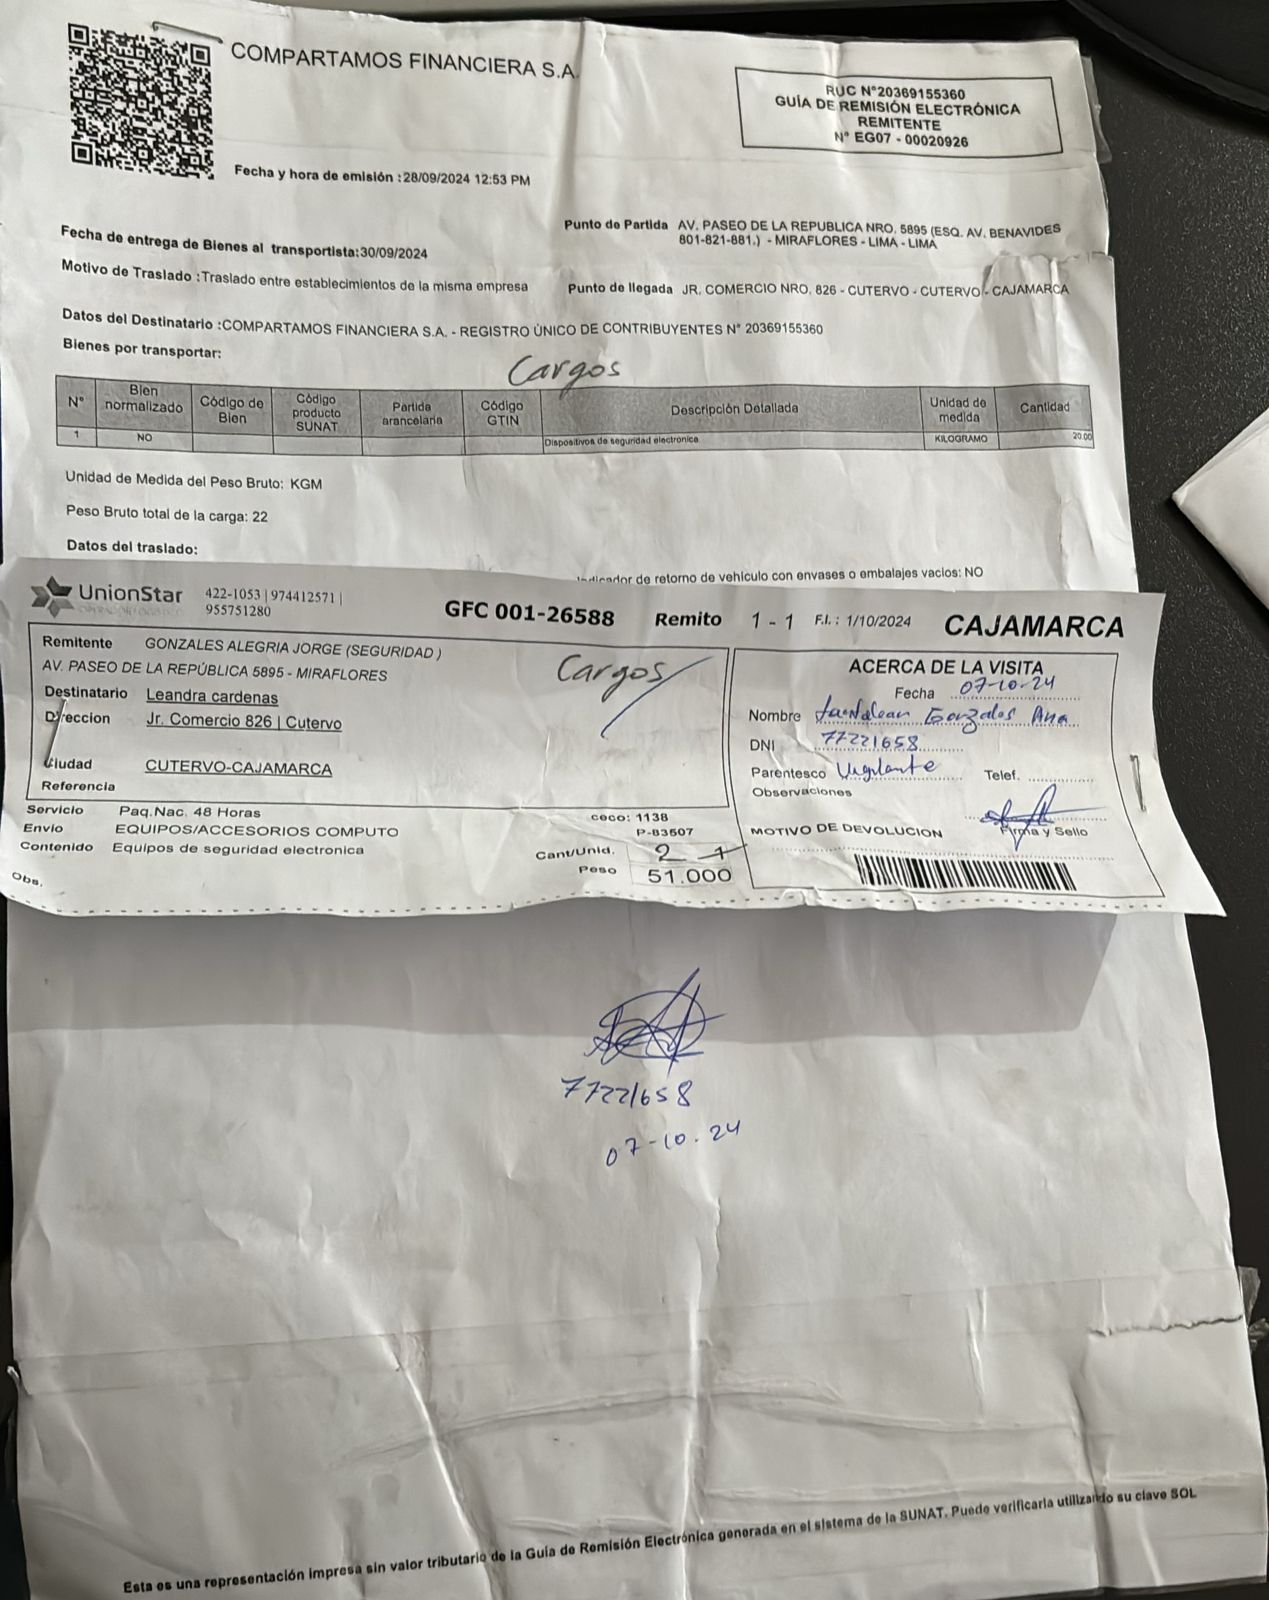 COMPARTAMOS FINANCIERA S.A.
RUC N°20369155360
GUÍA DE REMISIÓN ELECTRÓNICA
REMITENTE
N° EG07 - 00020926
Fecha y hora de emisión :28/09/2024 12:53 PM
Fecha de entrega de Bienes al transportista:30/09/2024
Punto de Partida AV. PASEO DE LA REPUBLICA NRO. 5895 (ESQ. AV. BENAVIDES
801-821-881.) - MIRAFLORES - LIMA - LIMA
Motivo de Traslado :Traslado entre establecimientos de la misma empresa
Punto de llegada JR. COMERCIO NRO. 826 - CUTERVO - CUTERVO - CAJAMARCA
Datos del Destinatario :COMPARTAMOS FINANCIERA S.A. - REGISTRO ÚNICO DE CONTRIBUYENTES N° 20369155360
Bienes por transportar:
Cargos
N° Bien normalizado Código de Bien Código producto SUNAT Partida arancelaria Código GTIN Descripción Detallada Unidad de medida Cantidad
1 NO Dispositivos de seguridad electronica KILOGRAMO 20.00
Unidad de Medida del Peso Bruto: KGM
Peso Bruto total de la carga: 22
Datos del traslado:
Indicador de retorno de vehículo con envases o embalajes vacíos: NO
UnionStar
422-1053 | 974412571 |
955751280
GFC 001-26588 Remito 1 - 1 F.I. : 1/10/2024 CAJAMARCA
Remitente GONZALES ALEGRIA JORGE (SEGURIDAD )
AV. PASEO DE LA REPÚBLICA 5895 - MIRAFLORES
Cargos
Destinatario Leandra cardenas
Direccion Jr. Comercio 826 | Cutervo
Ciudad CUTERVO-CAJAMARCA
Referencia
ACERCA DE LA VISITA
Fecha 07-10-24
Nombre Gonzales Ana
DNI 77221658
Parentesco Vigilante Telef.
Observaciones
Firma y Sello
MOTIVO DE DEVOLUCION
Servicio Paq.Nac. 48 Horas
Envio EQUIPOS/ACCESORIOS COMPUTO
Contenido Equipos de seguridad electronica
Obs.
ceco: 1138
P-83507
Cant/Unid. 2 1
Peso 51.000
77221658
07-10.24
Esta es una representación impresa sin valor tributario de la Guía de Remisión Electrónica generada en el sistema de la SUNAT. Puede verificarla utilizando su clave SOL